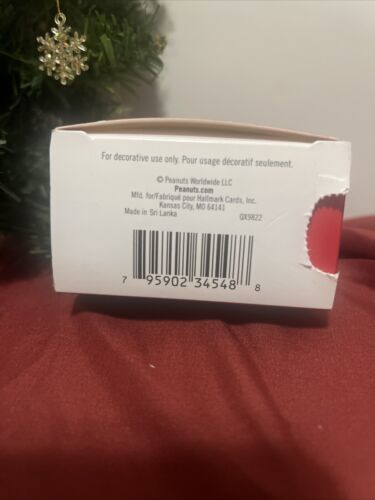 For decorative use only. Pour usage décoratif seulement.
© Peanuts Worldwide LLC
Peanuts.com
Mfd. for/Fabriqué pour Hallmark Cards, Inc.
Kansas City, MO 64141
Made in Sri Lanka QX9822
7 95902 34548 8